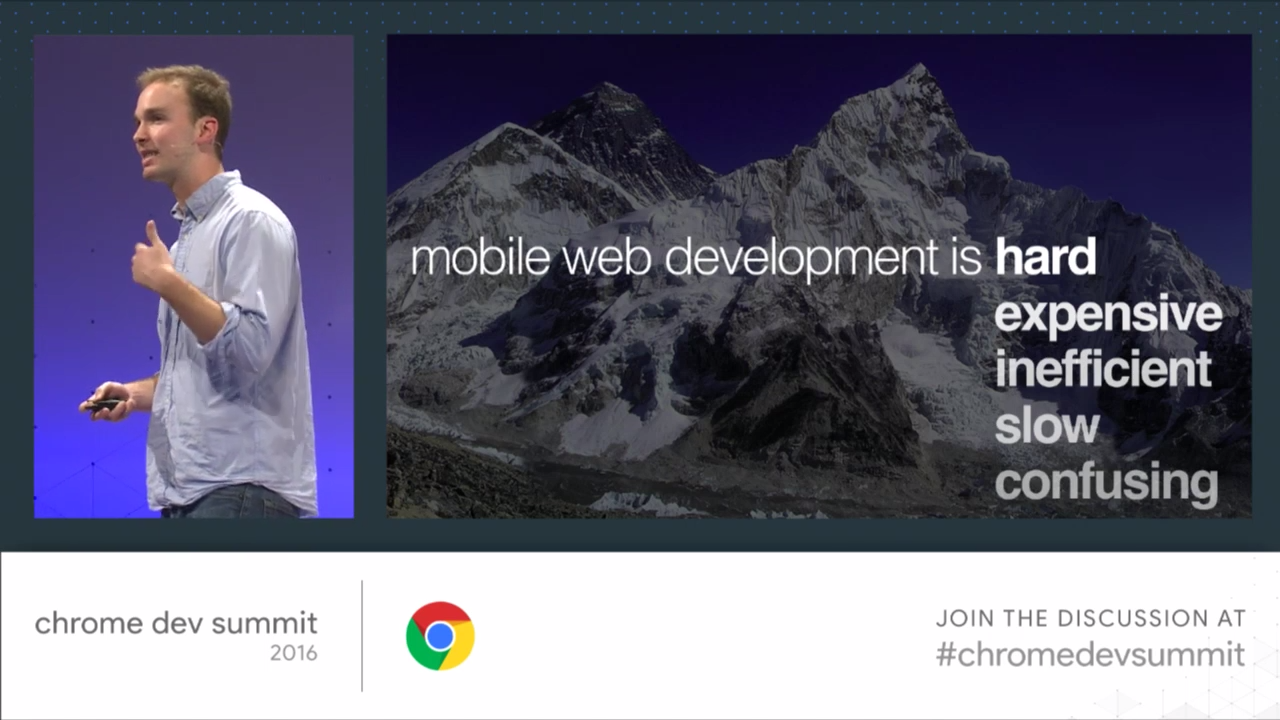 mobile web development is hard
expensive
inefficient
slow
confusing
chrome dev summit
2016
JOIN THE DISCUSSION AT
#chromedevsummit